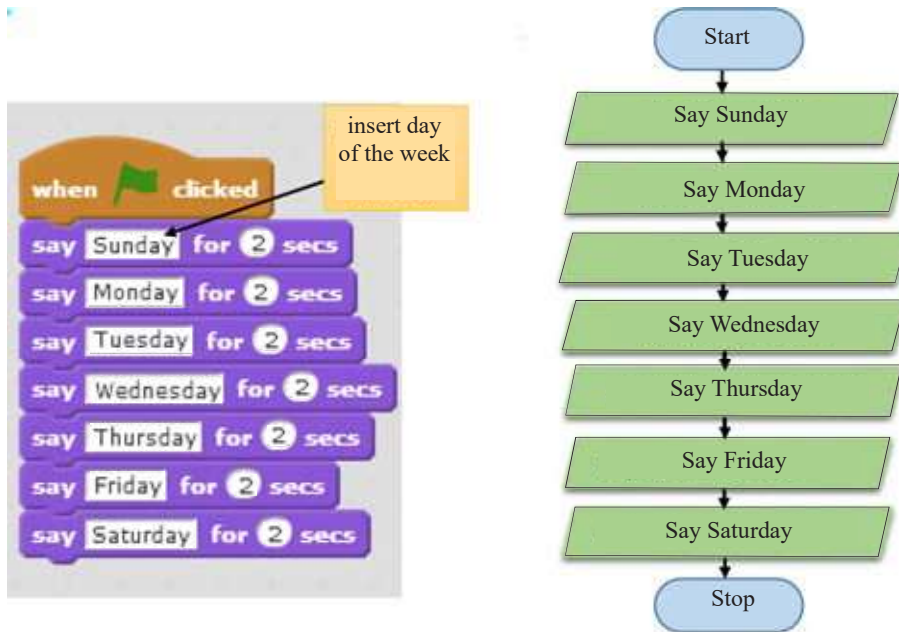 insert day
of the week
when clicked
say Sunday for 2 secs
say Monday for 2 secs
say Tuesday for 2 secs
say Wednesday for 2 secs
say Thursday for 2 secs
say Friday for 2 secs
say Saturday for 2 secs
Start
Say Sunday
Say Monday
Say Tuesday
Say Wednesday
Say Thursday
Say Friday
Say Saturday
Stop